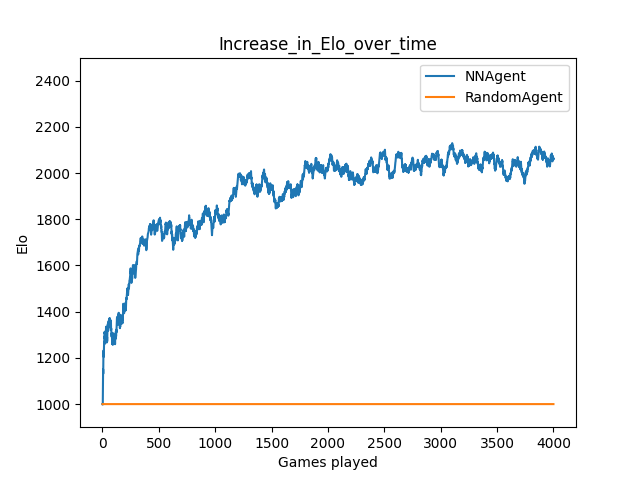 Increase_in_Elo_over_time
NNAgent
RandomAgent
2400
2200
2000
1800
1600
1400
1200
1000
Elo
0 500 1000 1500 2000 2500 3000 3500 4000
Games played